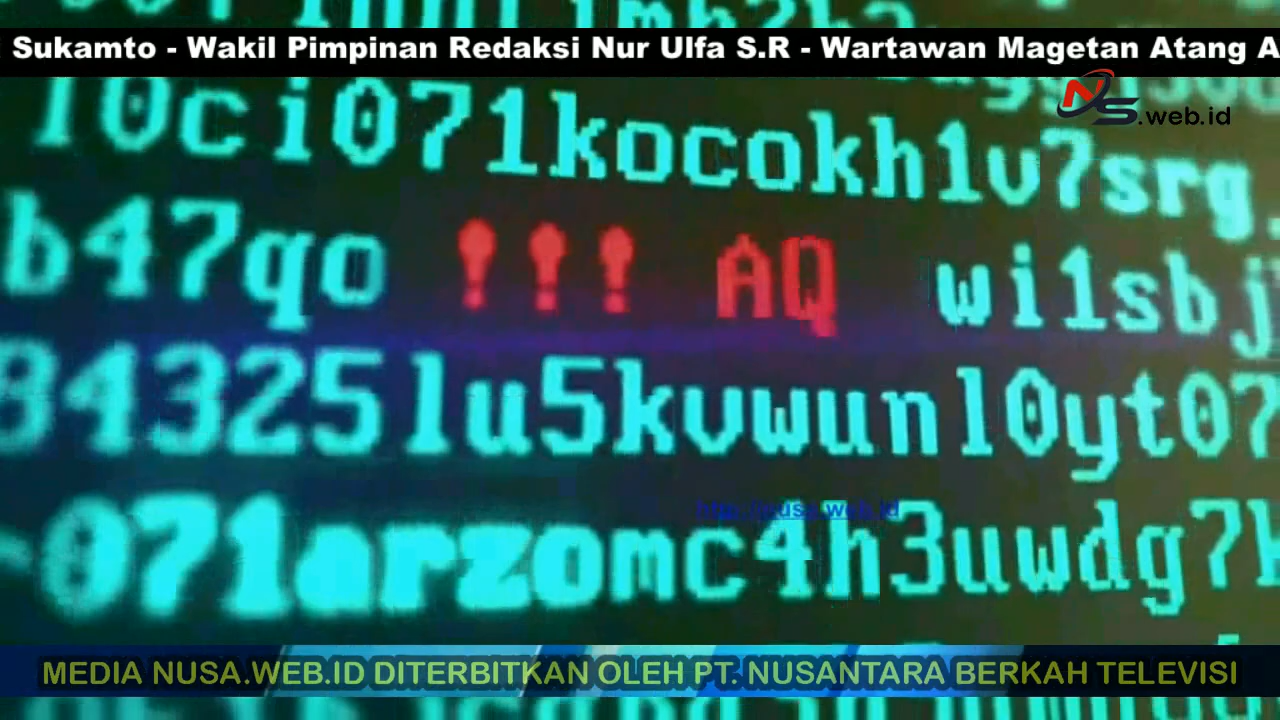 Sukamto - Wakil Pimpinan Redaksi Nur Ulfa S.R - Wartawan Magetan Atang A
NS.web.id
l0ci071kocokh1v7srg.
b47qo !!! AQ wi1sbj
84325lu5kvwunl0yt07
~071arzomc4h3uwdg7k
http://nusa.web.id
MEDIA NUSA.WEB.ID DITERBITKAN OLEH PT. NUSANTARA BERKAH TELEVISI